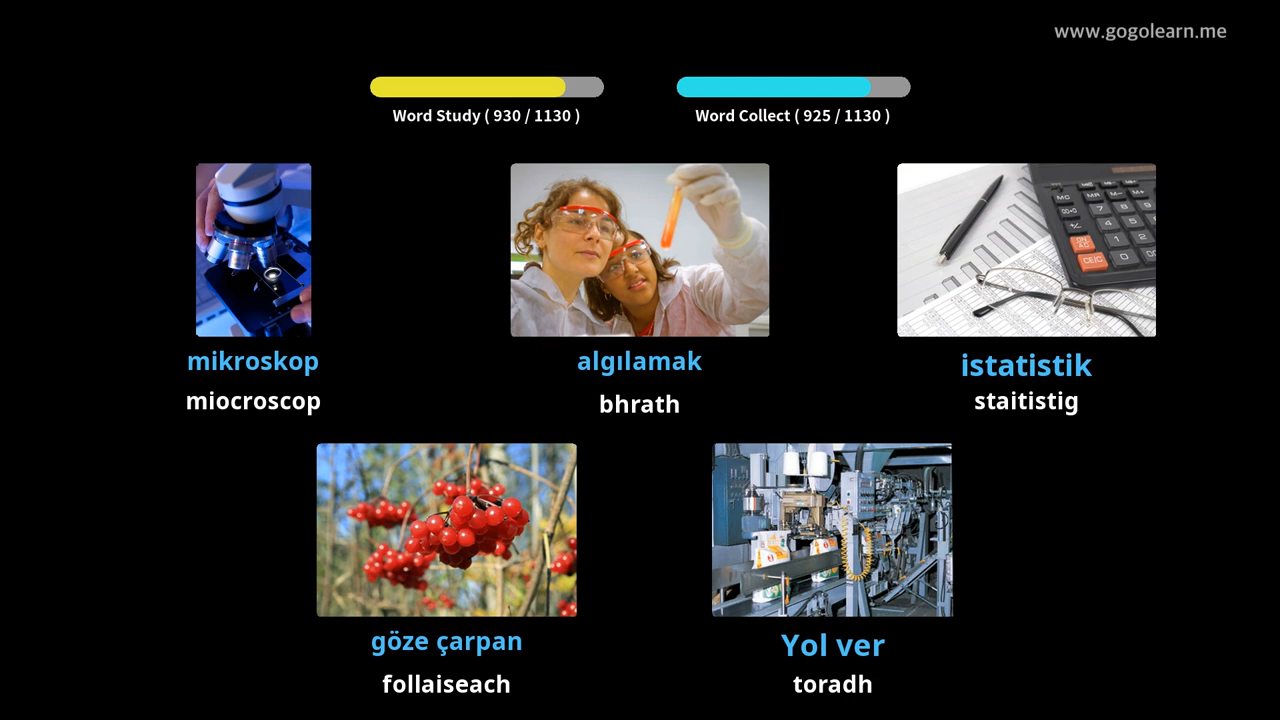 www.gogolearn.me
Word Study ( 930 / 1130 )
Word Collect ( 925 / 1130 )
mikroskop
miocroscop
algılamak
bhrath
istatistik
staitistig
göze çarpan
follaiseach
Yol ver
toradh